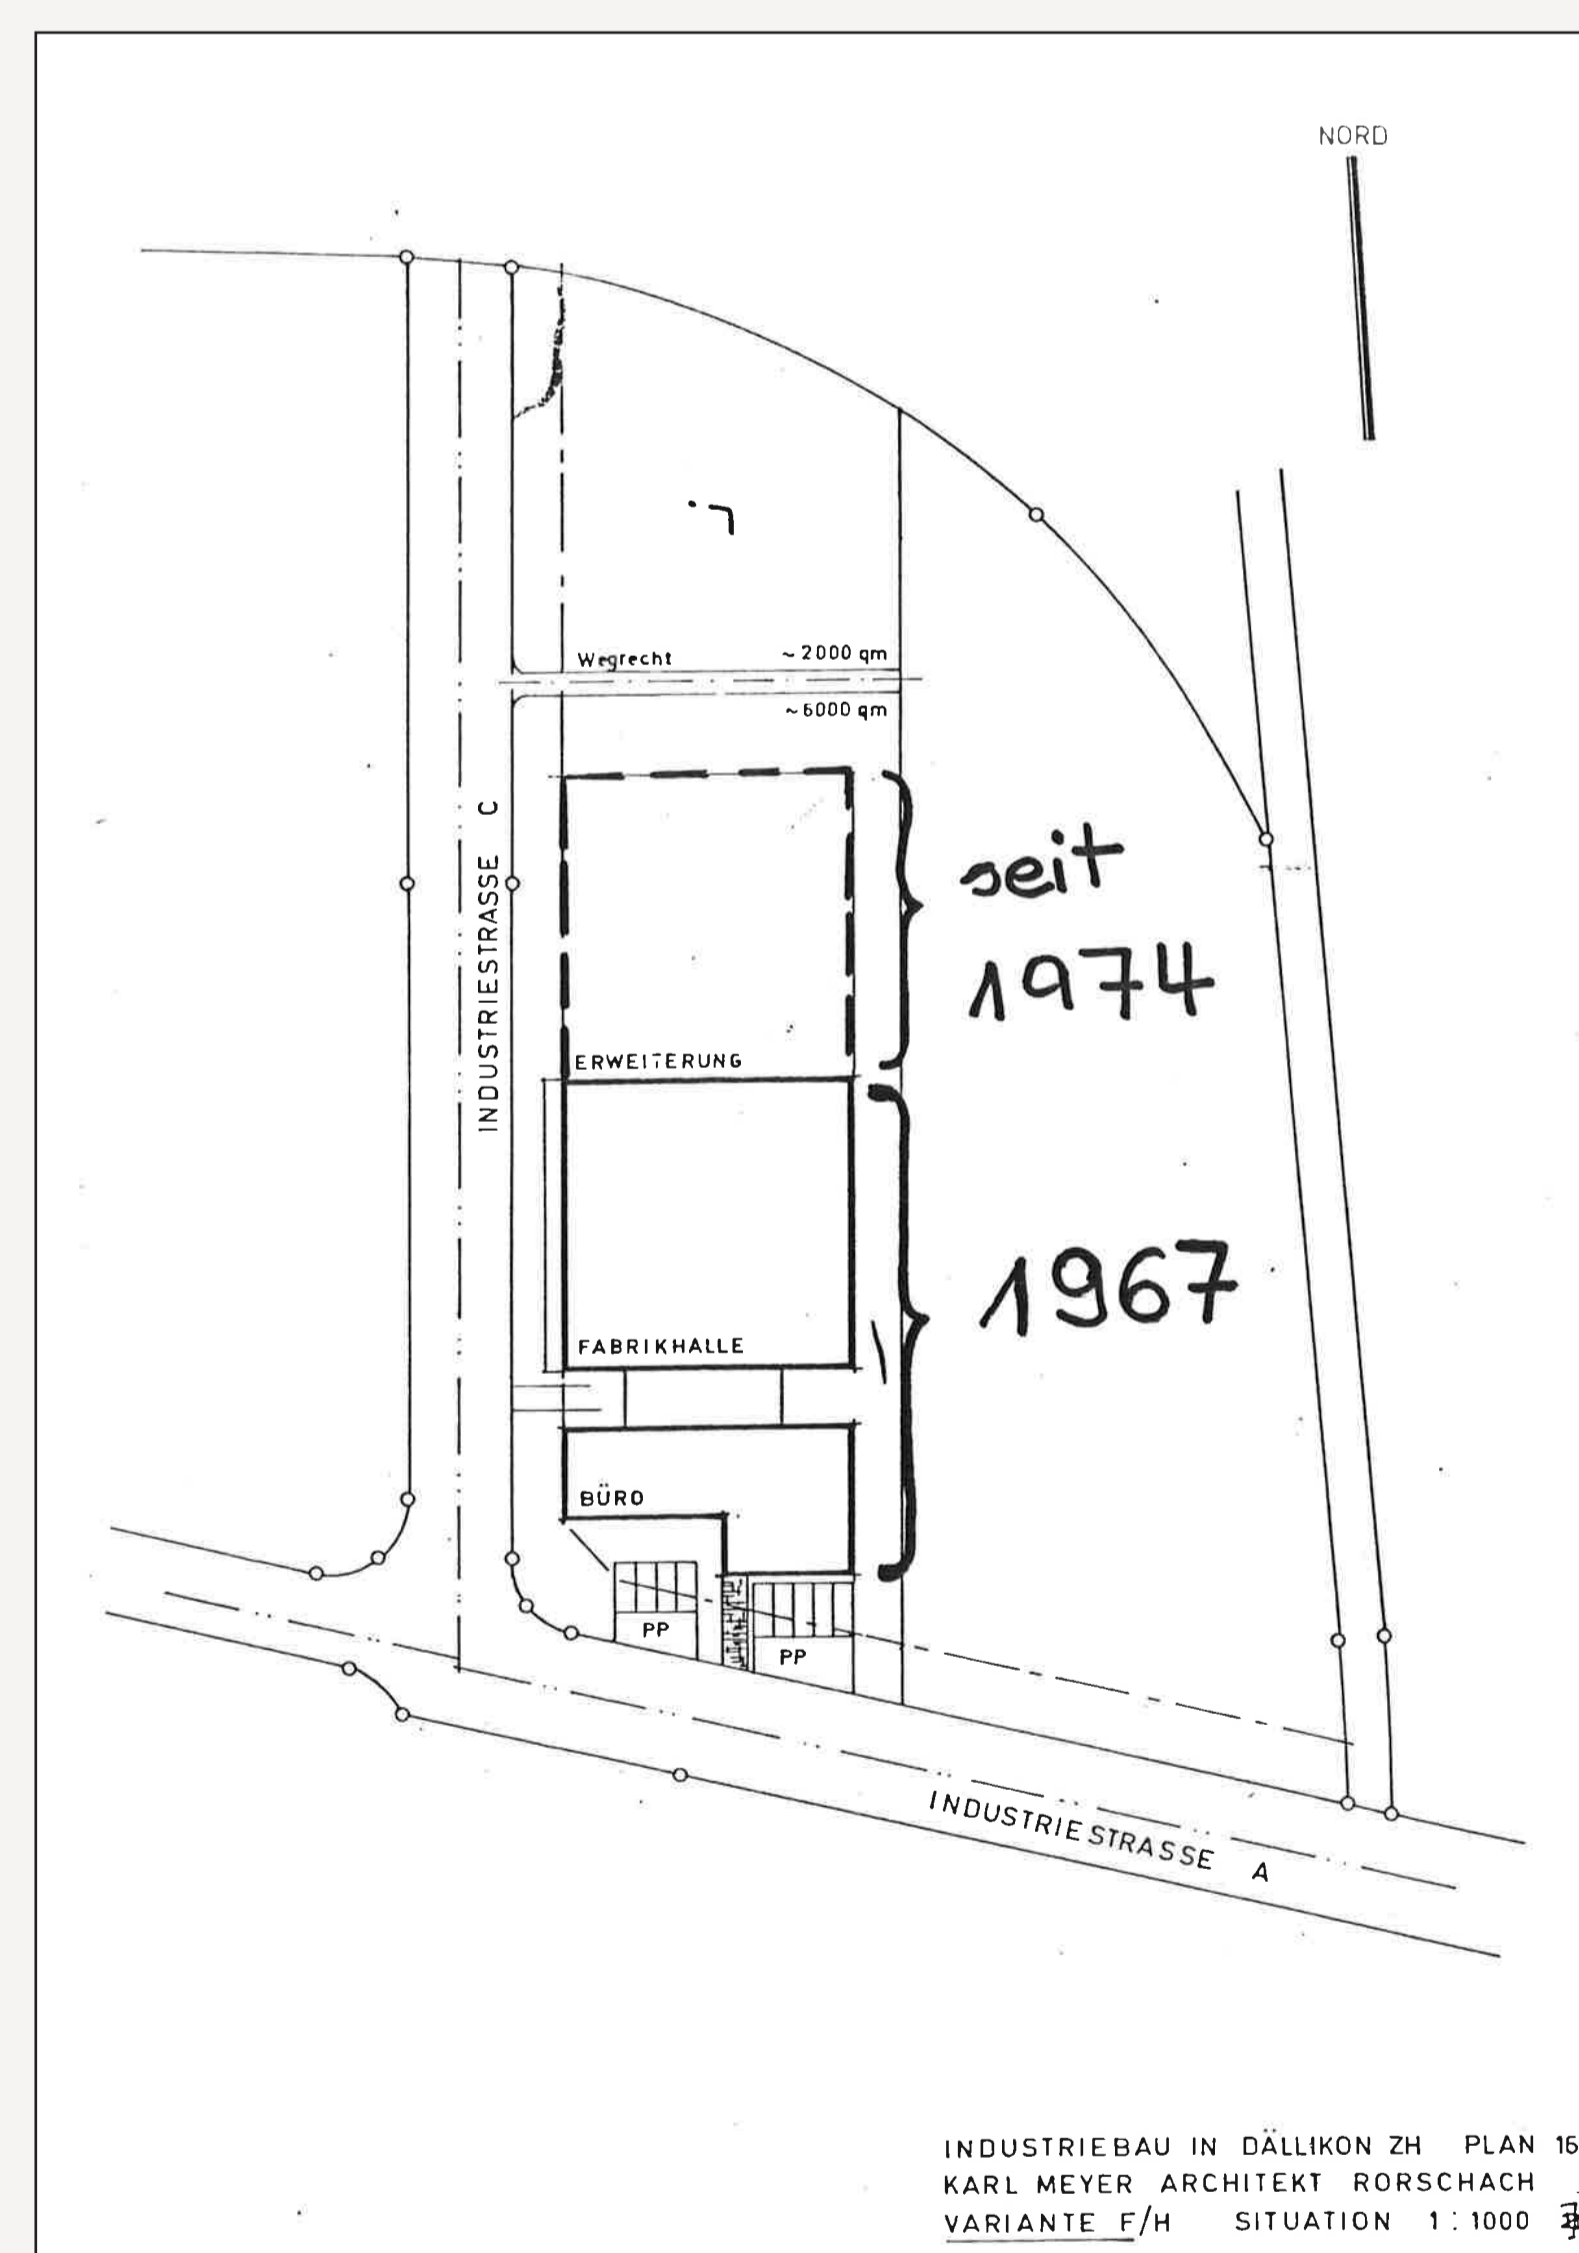 NORD
Wegrecht ~ 2000 qm
~ 6000 qm
INDUSTRIESTRASSE C
seit
1974
ERWEITERUNG
1967
FABRIKHALLE
BÜRO
PP
PP
INDUSTRIESTRASSE A
INDUSTRIEBAU IN DÄLLIKON ZH PLAN 16
KARL MEYER ARCHITEKT RORSCHACH
VARIANTE F/H SITUATION 1:1000